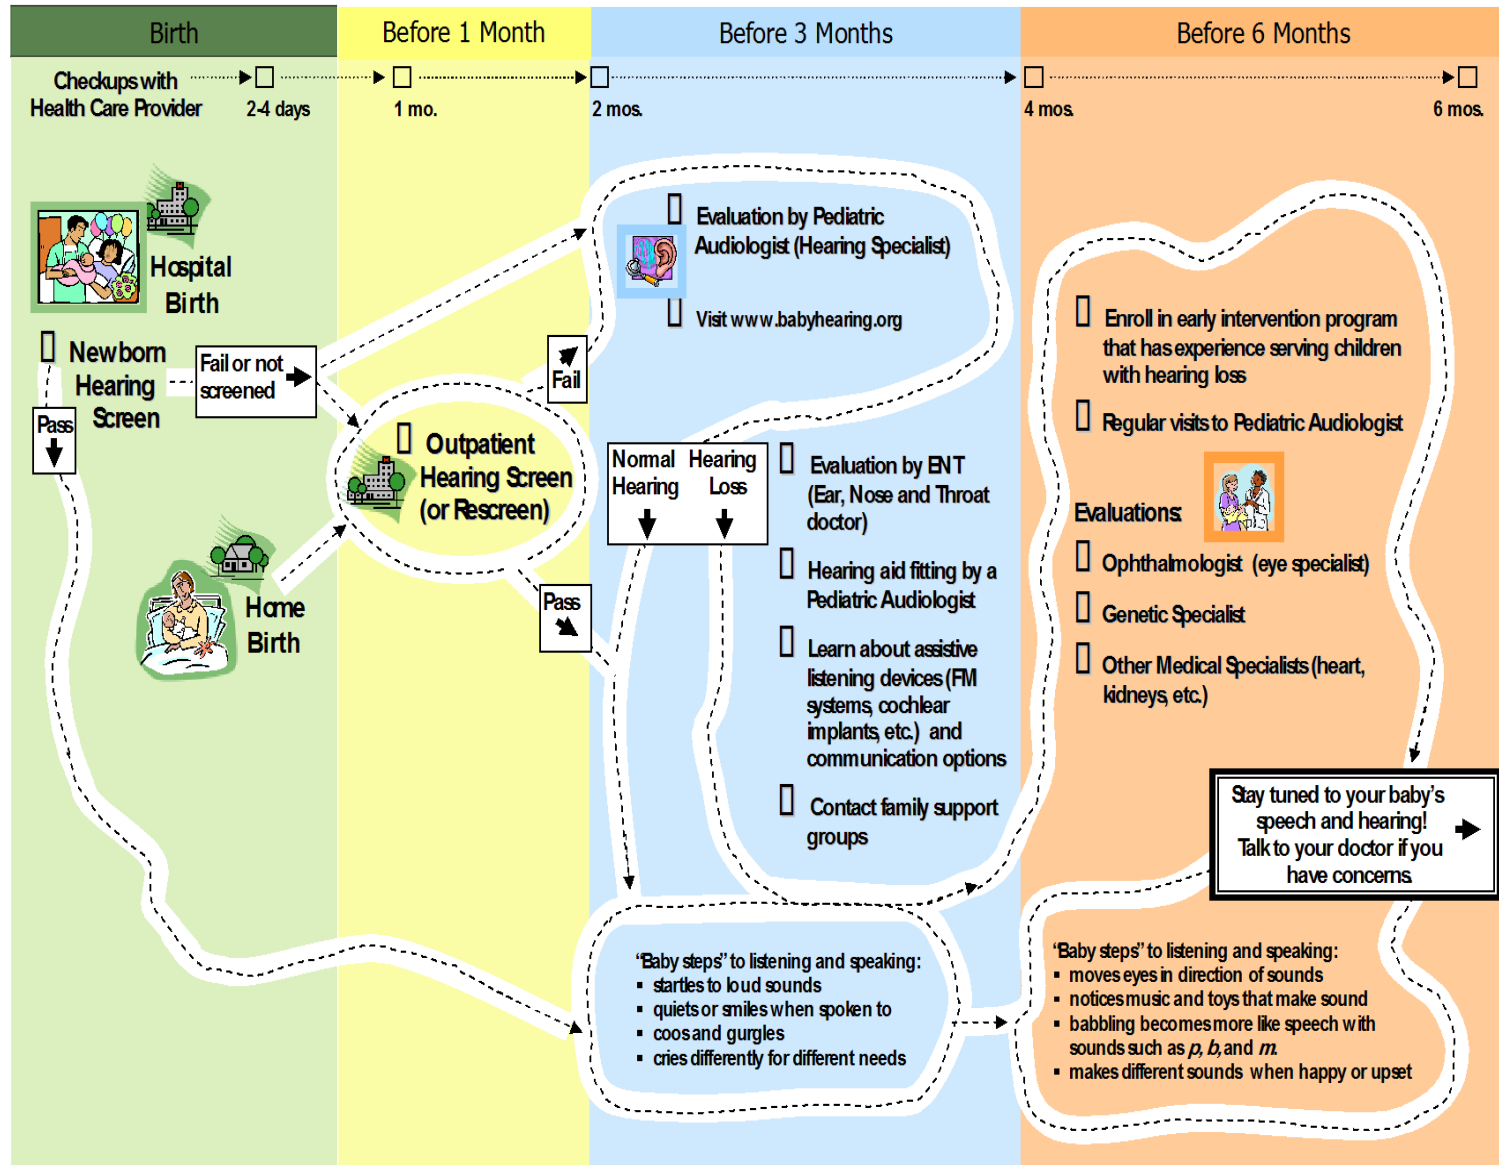 Birth
Before 1 Month
Before 3 Months
Before 6 Months
Checkups with
Health Care Provider
2-4 days
1 mo.
2 mos.
4 mos.
6 mos.
Hospital
Birth
Newborn
Hearing
Screen
Fail or not
screened
Pass
Home
Birth
Outpatient
Hearing Screen
(or Rescreen)
Fail
Pass
Evaluation by Pediatric
Audiologist (Hearing Specialist)
Visit www.babyhearing.org
Normal
Hearing
Hearing
Loss
Evaluation by ENT
(Ear, Nose and Throat
doctor)
Hearing aid fitting by a
Pediatric Audiologist
Learn about assistive
listening devices (FM
systems, cochlear
implants, etc.) and
communication options
Contact family support
groups
"Baby steps" to listening and speaking:
▪ startles to loud sounds
▪ quiets or smiles when spoken to
▪ coos and gurgles
▪ cries differently for different needs
Enroll in early intervention program
that has experience serving children
with hearing loss
Regular visits to Pediatric Audiologist
Evaluations:
Ophthalmologist (eye specialist)
Genetic Specialist
Other Medical Specialists (heart,
kidneys, etc.)
Stay tuned to your baby's
speech and hearing!
Talk to your doctor if you
have concerns.
"Baby steps" to listening and speaking:
▪ moves eyes in direction of sounds
▪ notices music and toys that make sound
▪ babbling becomes more like speech with
sounds such as p, b, and m.
▪ makes different sounds when happy or upset